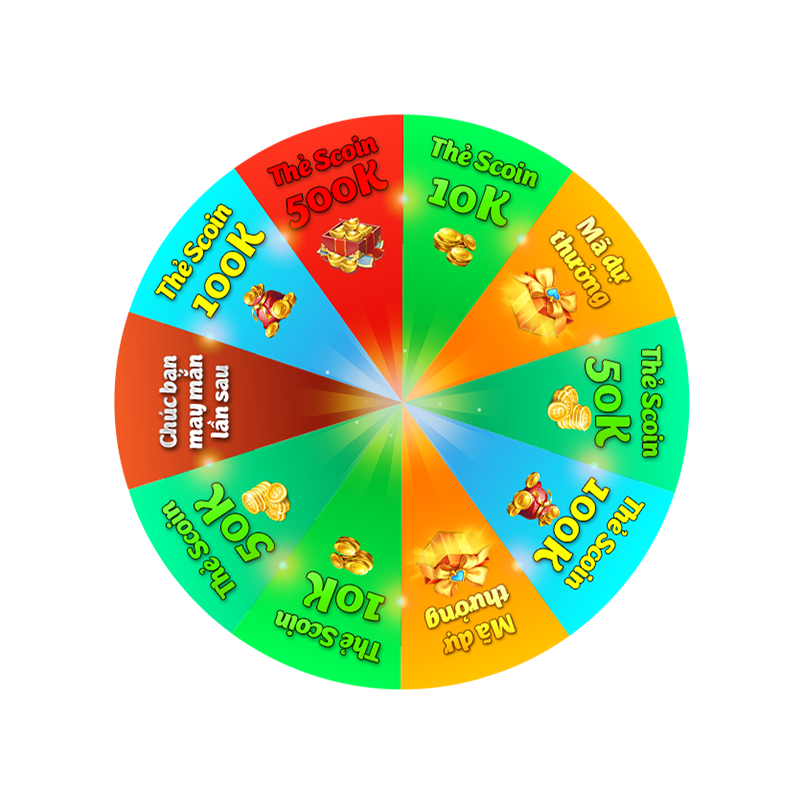 Thẻ Scoin
10K
Mã dự
thưởng
Thẻ Scoin
50K
Thẻ Scoin
100K
Mã dự
thưởng
Thẻ Scoin
10K
Thẻ Scoin
50K
Chúc bạn
may mắn
lần sau
Thẻ Scoin
100K
Thẻ Scoin
500K